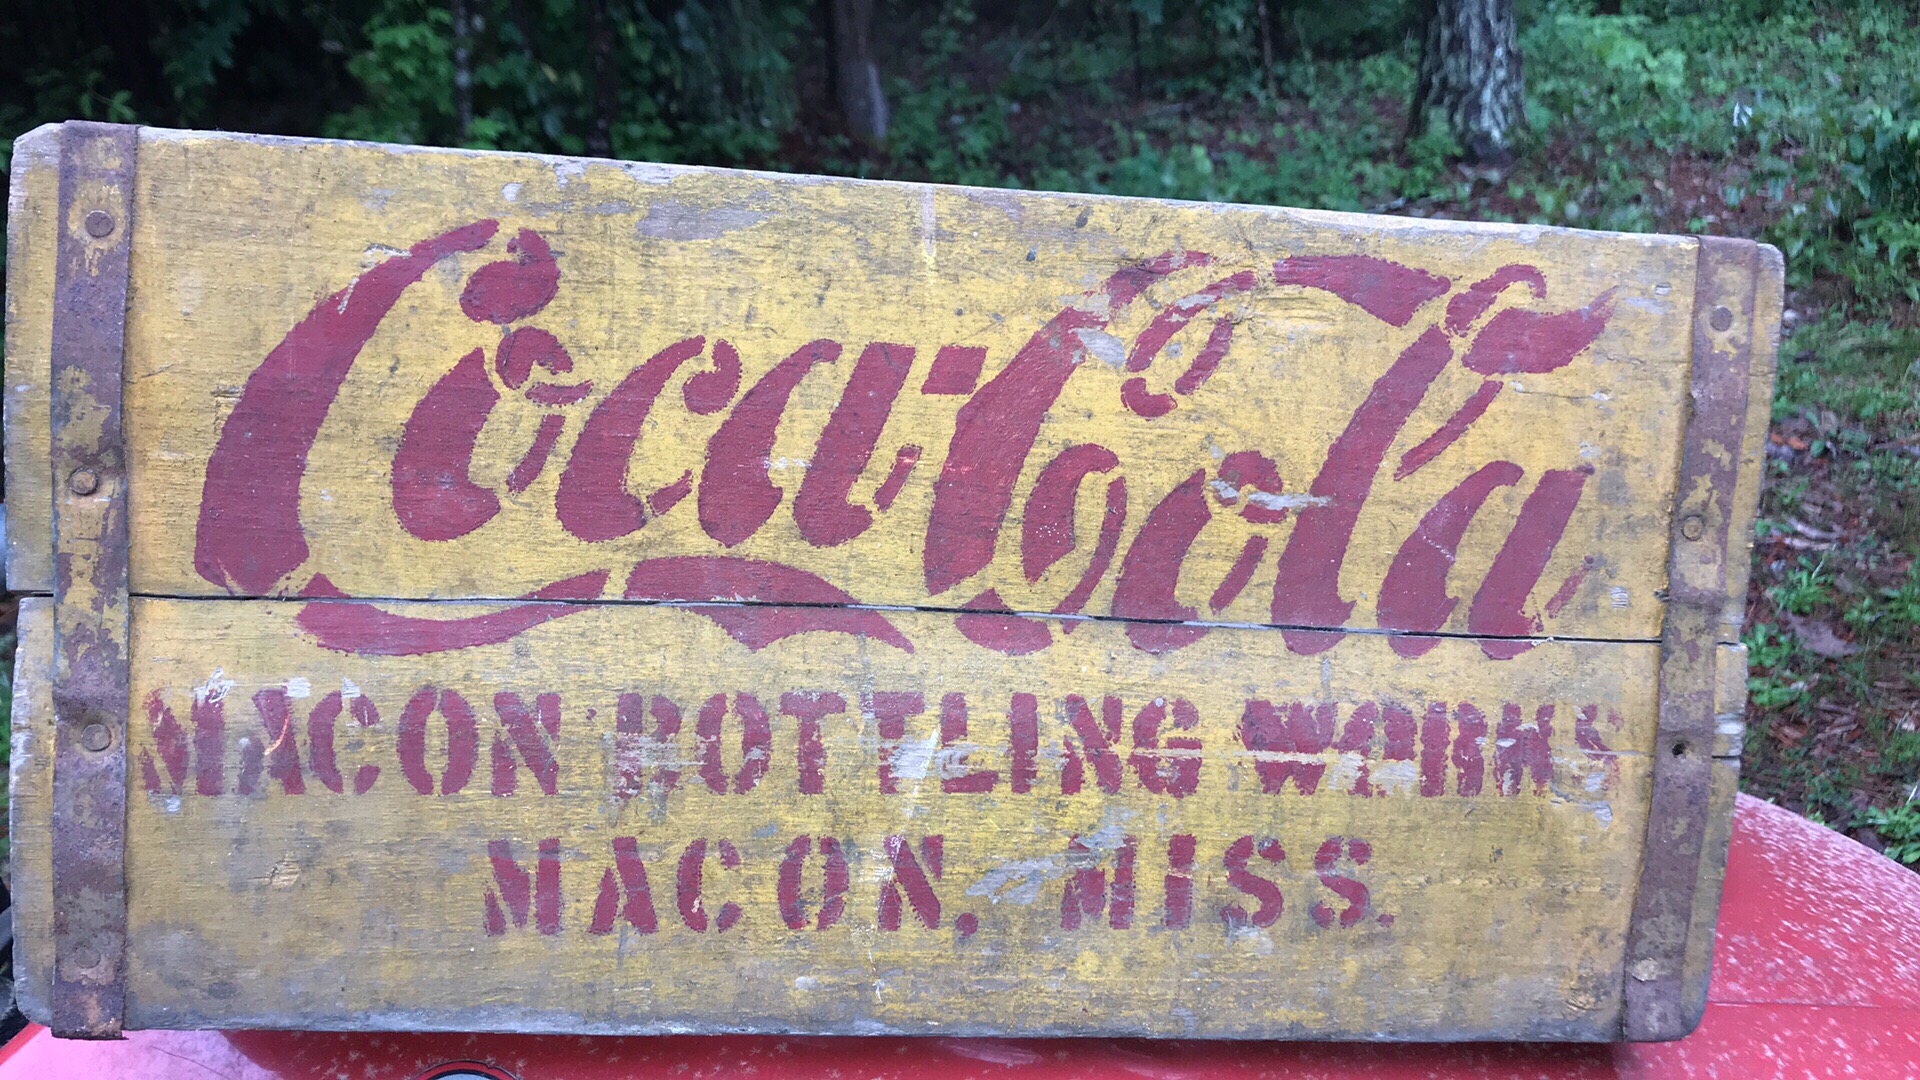 Coca-Cola
MACON BOTTLING WORKS
MACON, MISS.